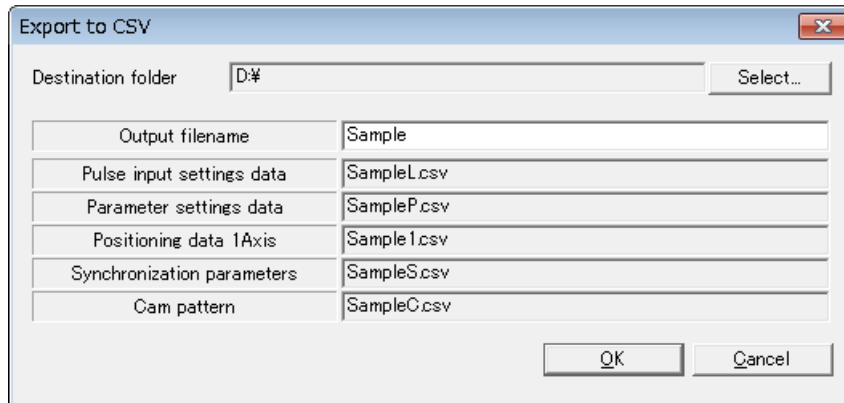 Export to CSV
Destination folder D:¥ Select...
Output filename Sample
Pulse input settings data SampleL.csv
Parameter settings data SampleP.csv
Positioning data 1Axis Sample1.csv
Synchronization parameters SampleS.csv
Cam pattern SampleC.csv
OK Cancel